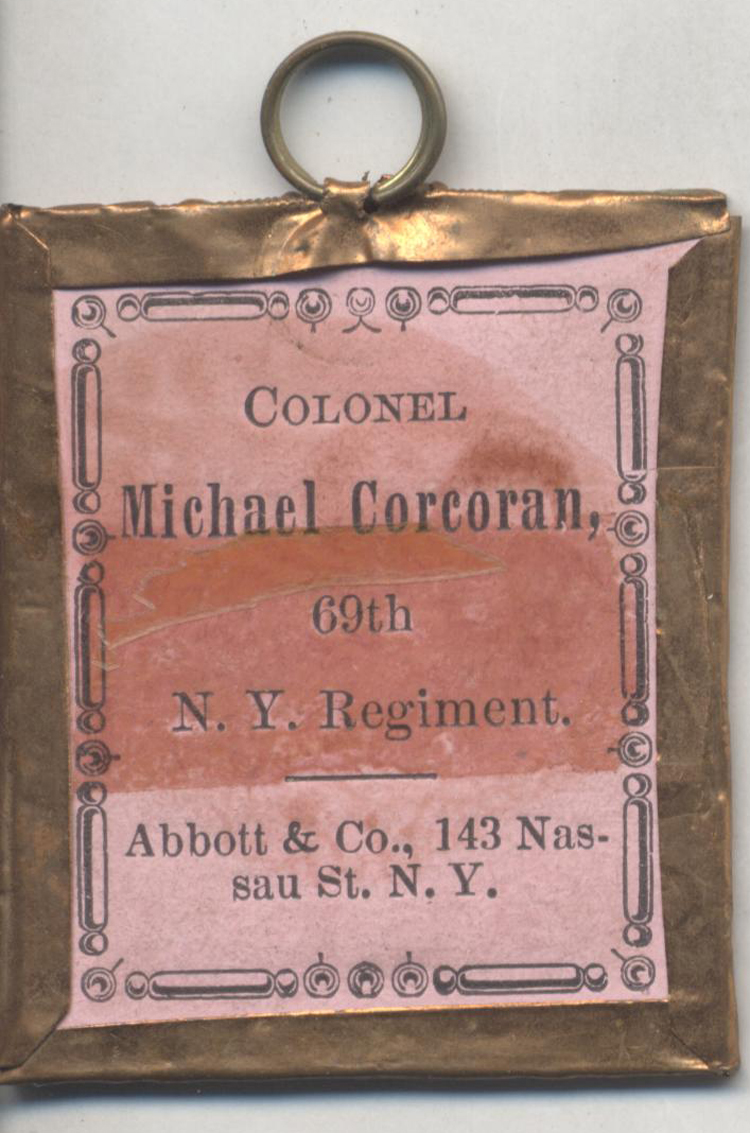 COLONEL
Michael Corcoran,
69th
N. Y. Regiment.
Abbott & Co., 143 Nas-
sau St. N. Y.